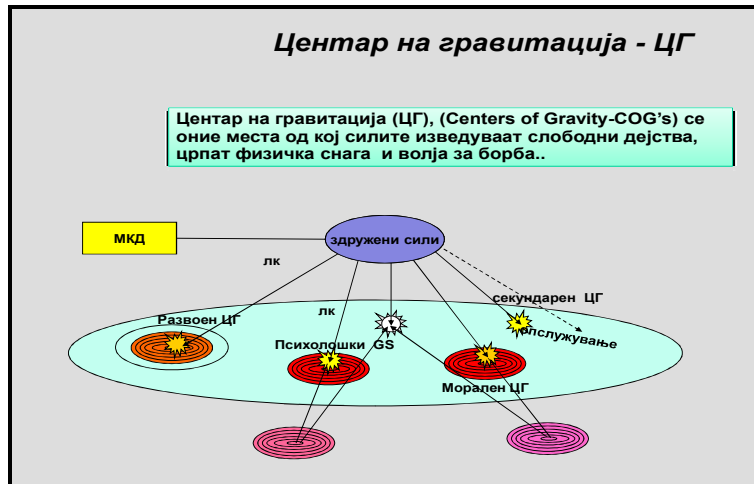 Центар на гравитација - ЦГ
Центар на гравитација (ЦГ), (Centers of Gravity-COG's) се
оние места од кој силите изведуваат слободни дејства,
црпат физичка снага и волја за борба..
МКД
здружени сили
лк
секундарен ЦГ
Развоен ЦГ
лк
опслужување
Психолошки GS
Морален ЦГ